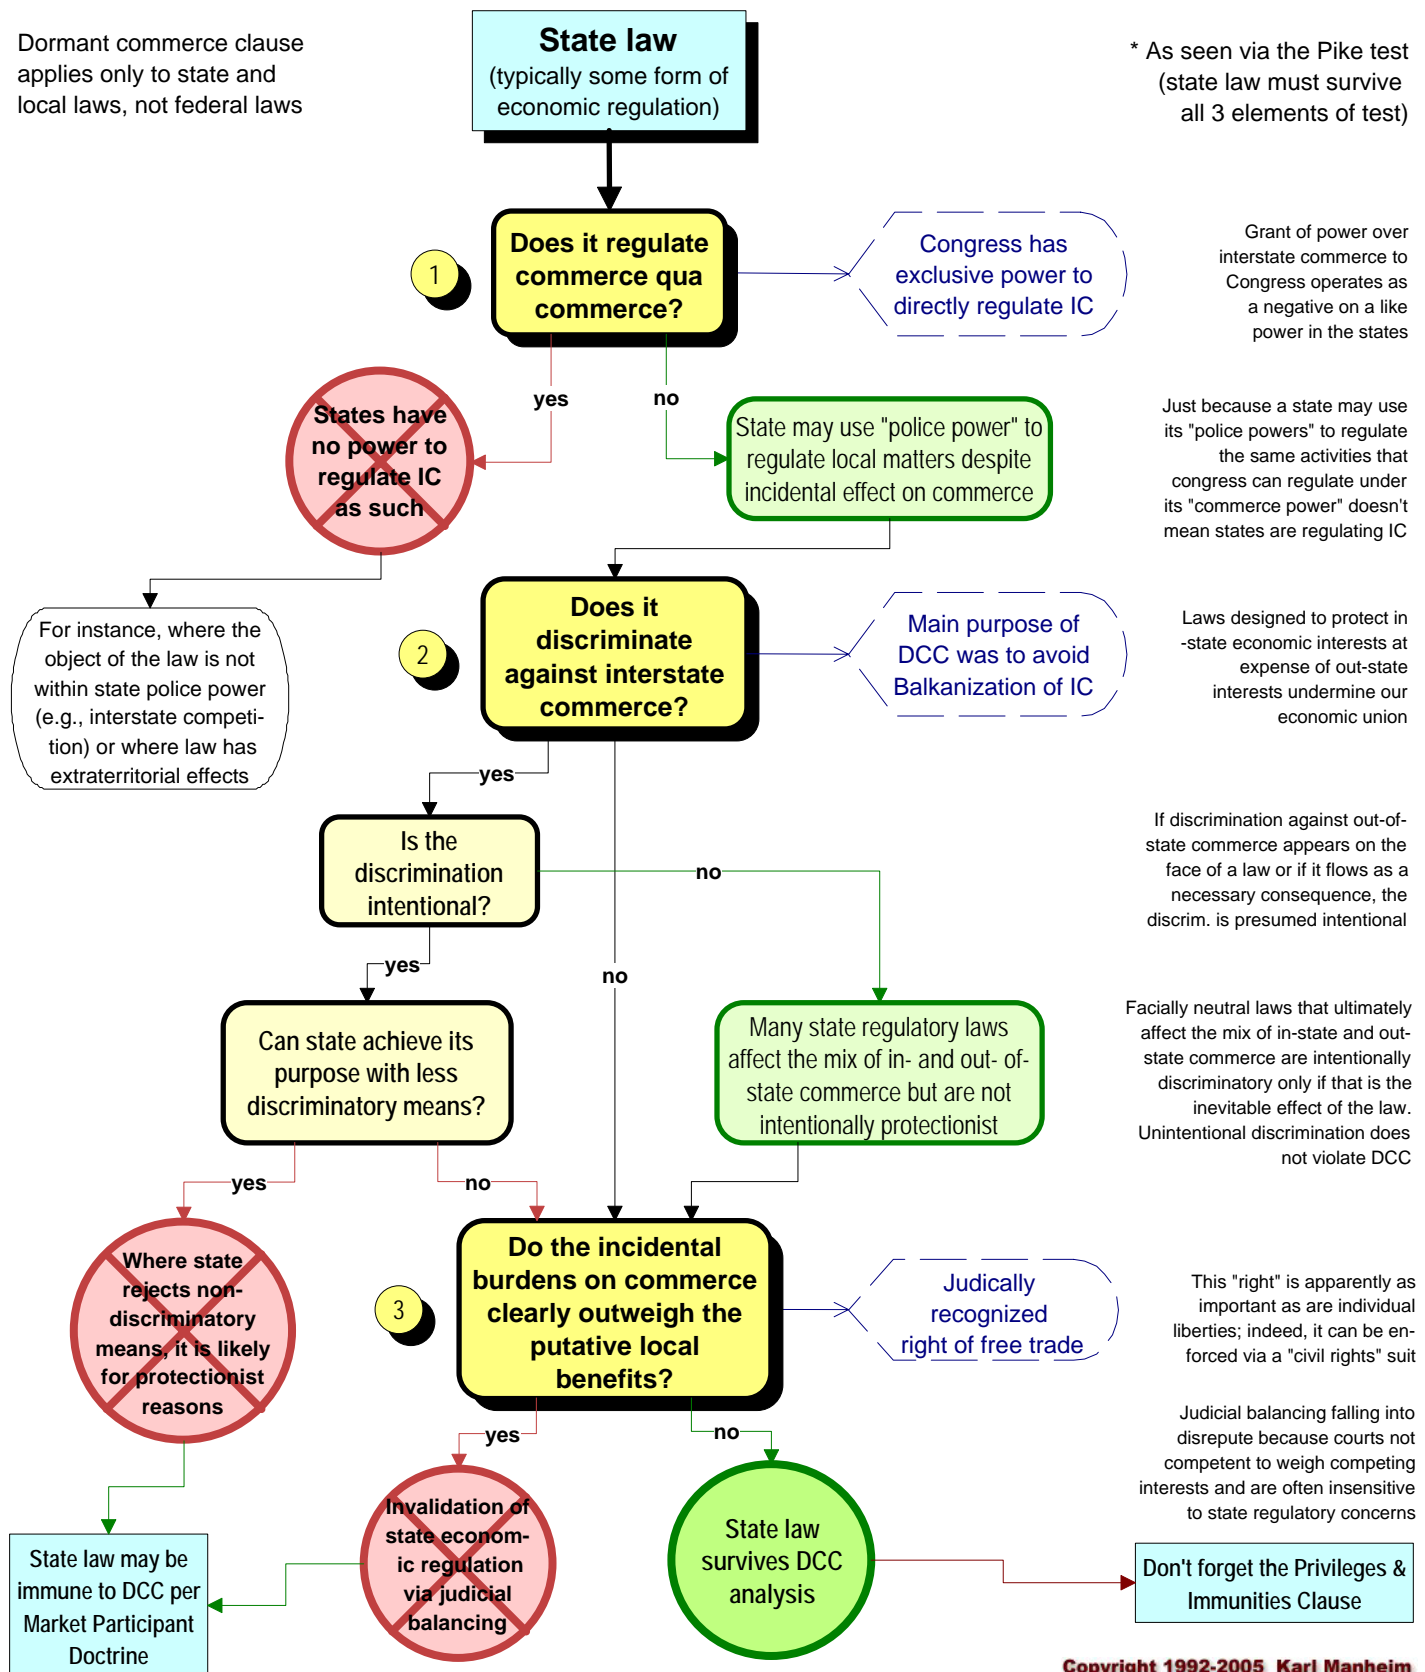 Dormant commerce clause
applies only to state and
local laws, not federal laws
State law
(typically some form of
economic regulation)
* As seen via the Pike test
(state law must survive
all 3 elements of test)
1
Does it regulate
commerce qua
commerce?
Congress has
exclusive power to
directly regulate IC
Grant of power over
interstate commerce to
Congress operates as
a negative on a like
power in the states
yes
no
States have
no power to
regulate IC
as such
State may use "police power" to
regulate local matters despite
incidental effect on commerce
Just because a state may use
its "police powers" to regulate
the same activities that
congress can regulate under
its "commerce power" doesn't
mean states are regulating IC
For instance, where the
object of the law is not
within state police power
(e.g., interstate competi-
tion) or where law has
extraterritorial effects
2
Does it
discriminate
against interstate
commerce?
Main purpose of
DCC was to avoid
Balkanization of IC
Laws designed to protect in
-state economic interests at
expense of out-state
interests undermine our
economic union
yes
Is the
discrimination
intentional?
no
If discrimination against out-of-
state commerce appears on the
face of a law or if it flows as a
necessary consequence, the
discrim. is presumed intentional
yes
no
Can state achieve its
purpose with less
discriminatory means?
Many state regulatory laws
affect the mix of in- and out- of-
state commerce but are not
intentionally protectionist
Facially neutral laws that ultimately
affect the mix of in-state and out-
state commerce are intentionally
discriminatory only if that is the
inevitable effect of the law.
Unintentional discrimination does
not violate DCC
yes
no
Where state
rejects non-
discriminatory
means, it is likely
for protectionist
reasons
3
Do the incidental
burdens on commerce
clearly outweigh the
putative local
benefits?
Judically
recognized
right of free trade
This "right" is apparently as
important as are individual
liberties; indeed, it can be en-
forced via a "civil rights" suit
yes
no
Judicial balancing falling into
disrepute because courts not
competent to weigh competing
interests and are often insensitive
to state regulatory concerns
State law may be
immune to DCC per
Market Participant
Doctrine
Invalidation of
state econom-
ic regulation
via judicial
balancing
State law
survives DCC
analysis
Don't forget the Privileges &
Immunities Clause
Copyright 1992-2005 Karl Manheim